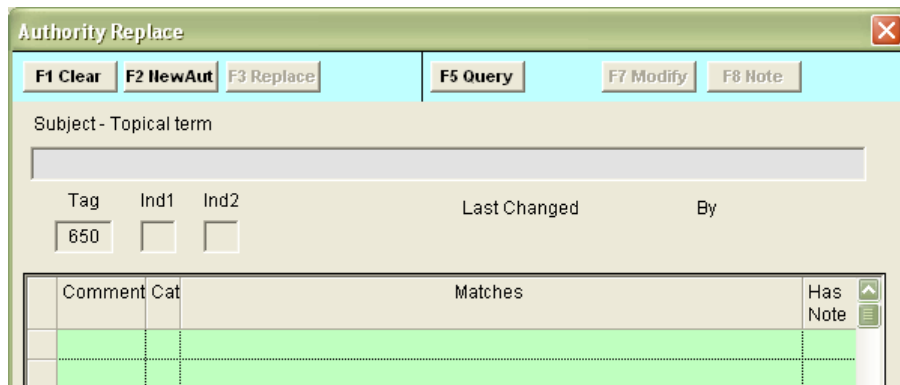 Authority Replace
F1 Clear F2 NewAut F3 Replace F5 Query F7 Modify F8 Note
Subject - Topical term
Tag Ind1 Ind2 Last Changed By
650
Comment Cat Matches Has
Note